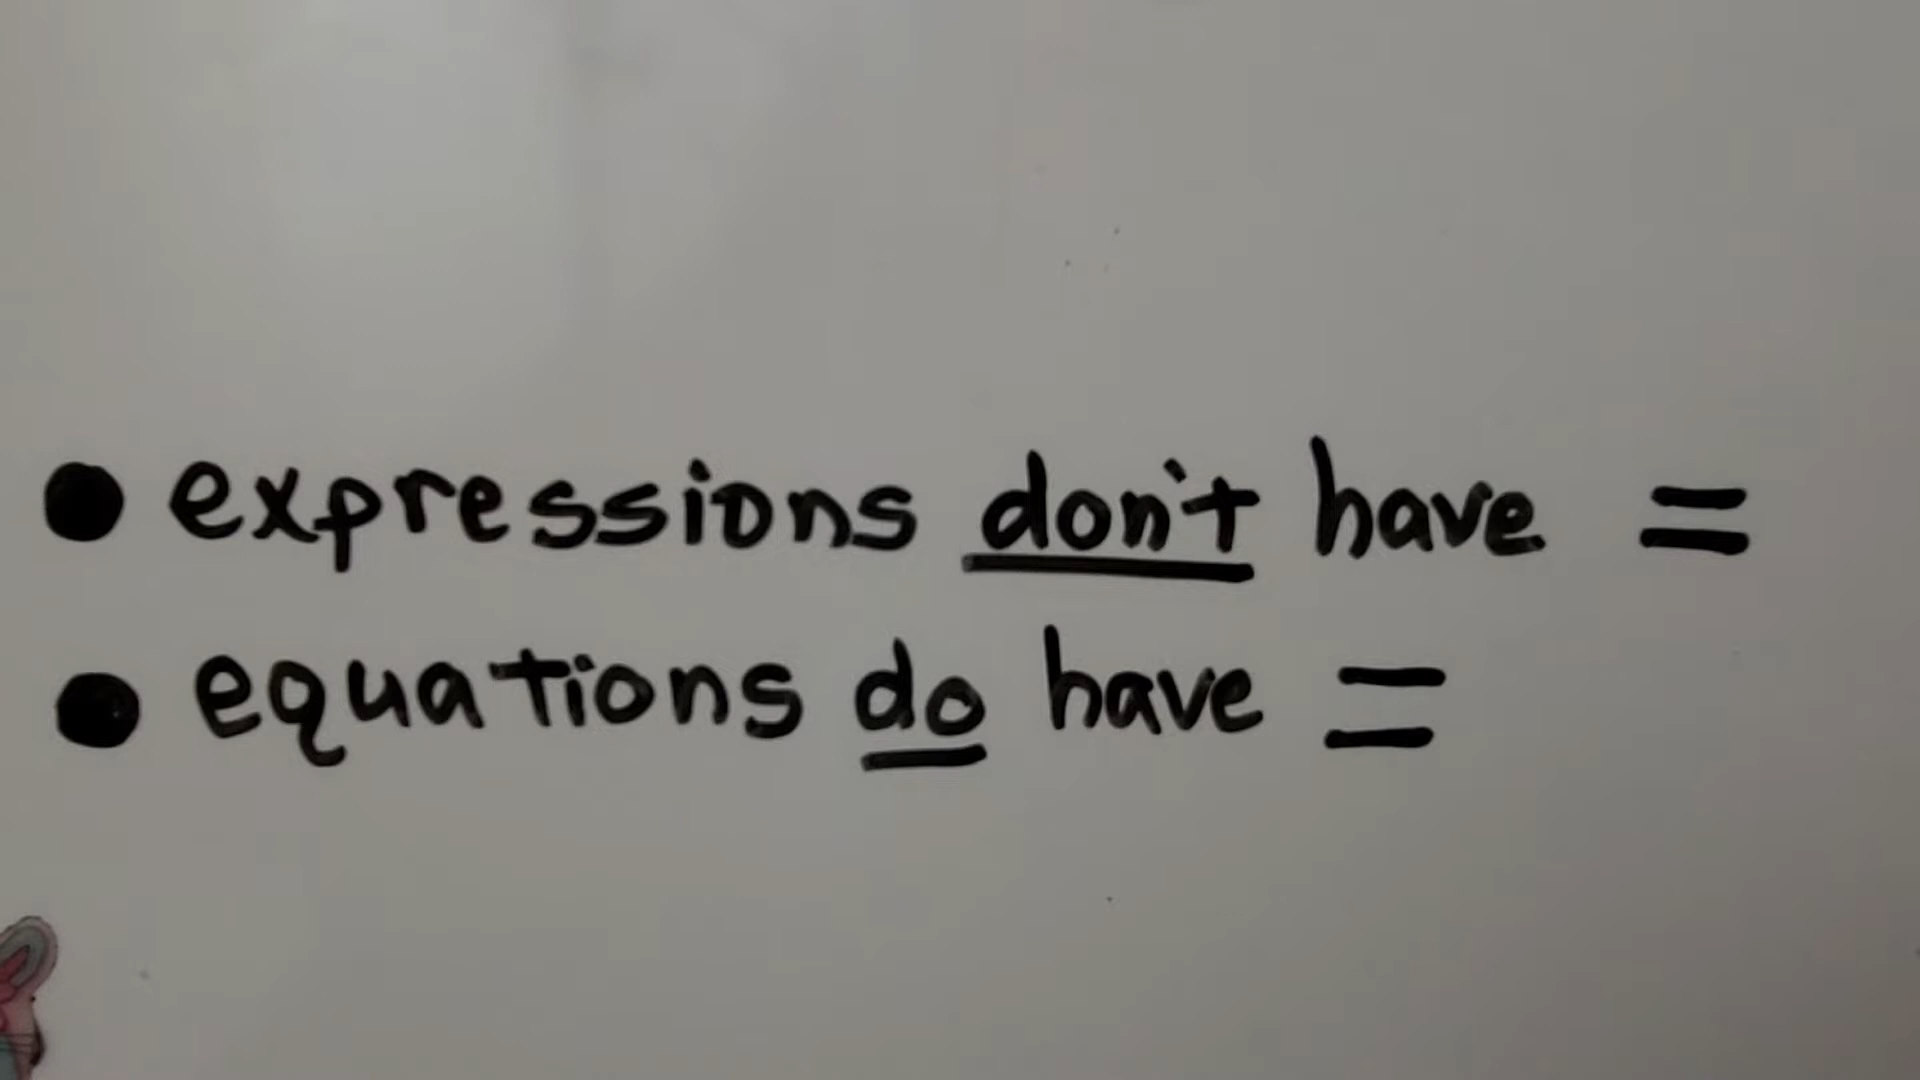 • expressions don't have =
• equations do have =